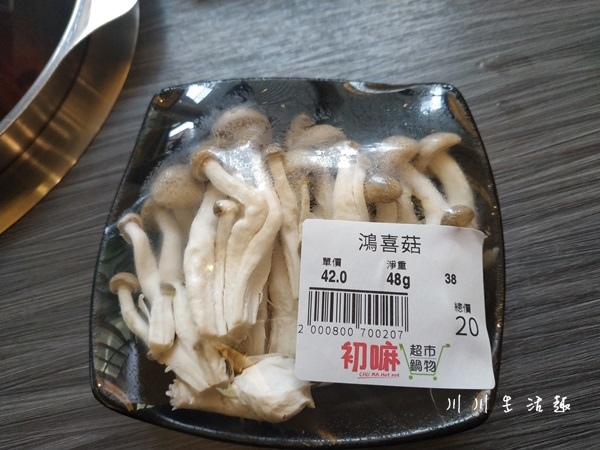 鴻喜菇
單價 淨重
42.0 48g 38
總價
20
2 000800 700207
初嘛 超市
鍋物
CHU MA Hot pot
川川生活趣